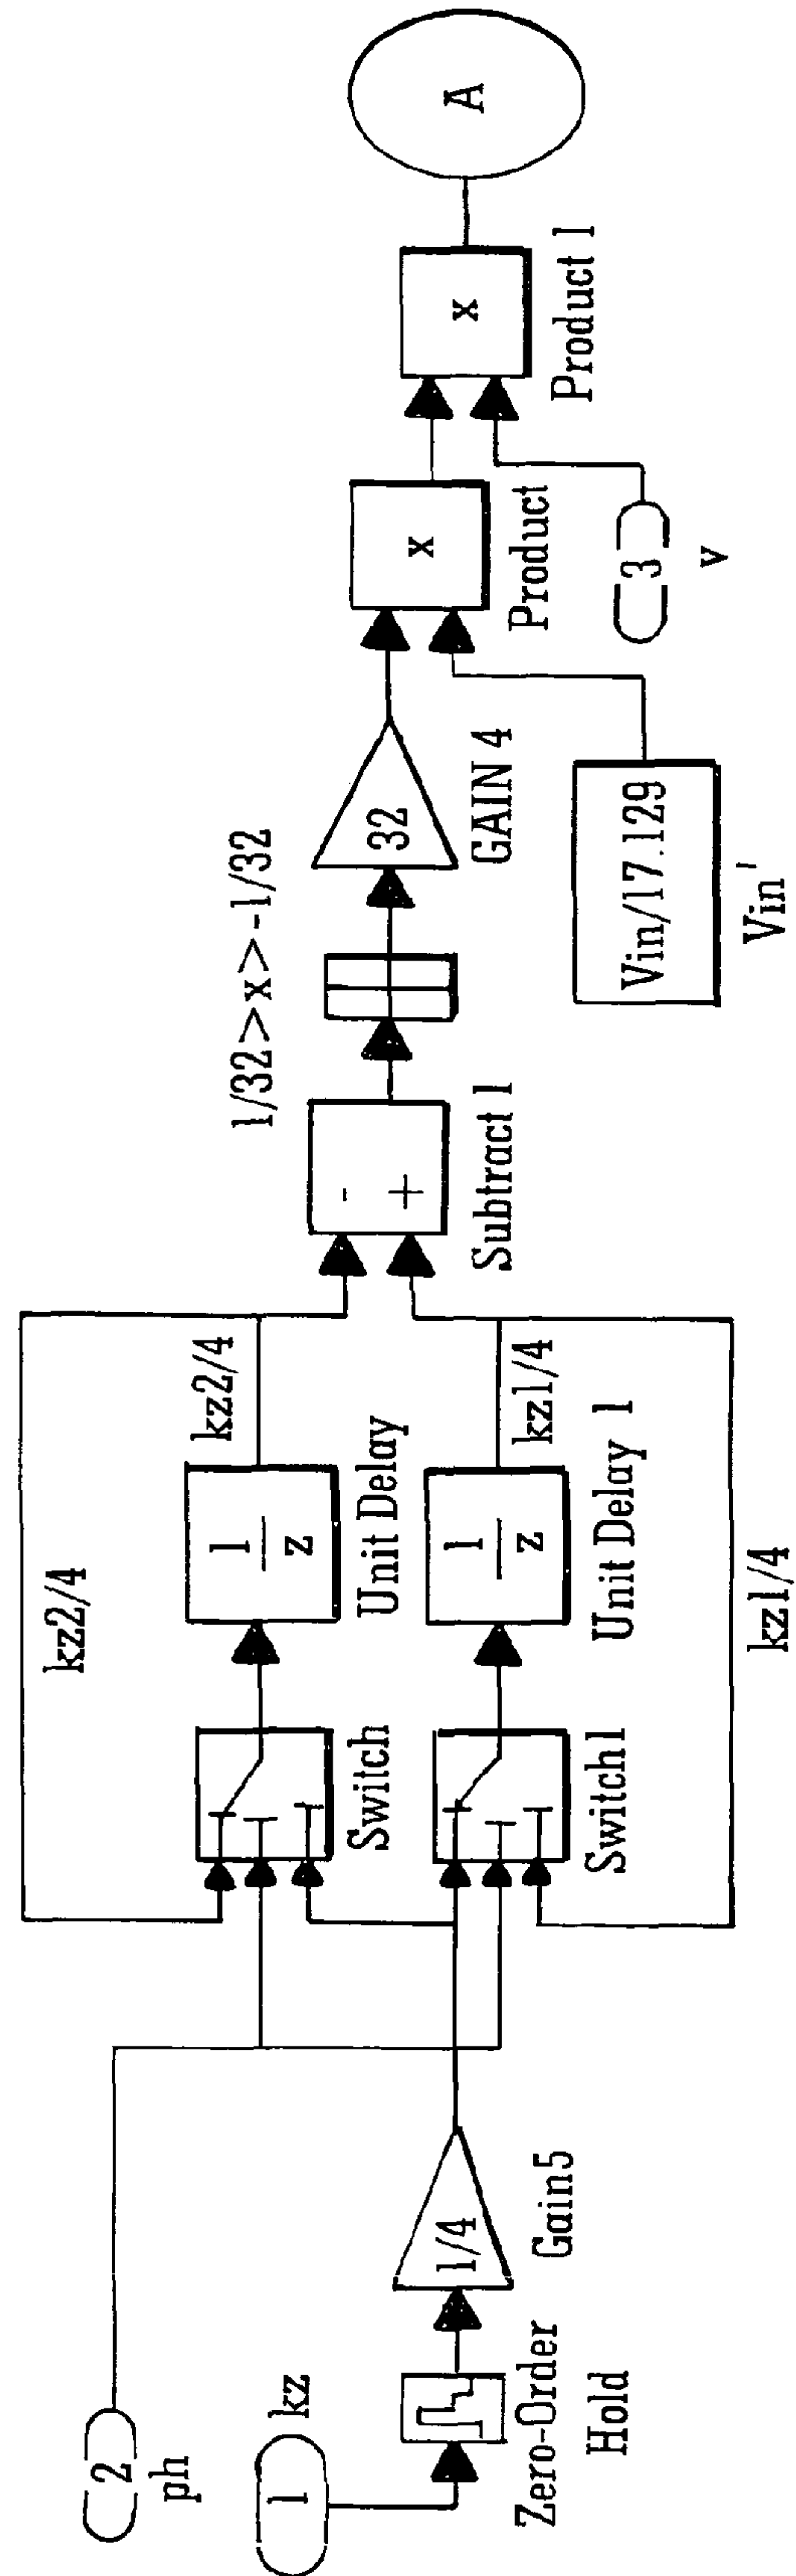 2
ph
1
kz
Zero-Order
Hold
1/4
Gain5
kz2/4
Switch
Switch1
1
z
Unit Delay
kz2/4
1
z
Unit Delay 1
kz1/4
kz1/4
-
+
Subtract 1
1/32>x>-1/32
32
GAIN 4
Vin/17.129
Vin'
x
Product
3
v
x
Product 1
A